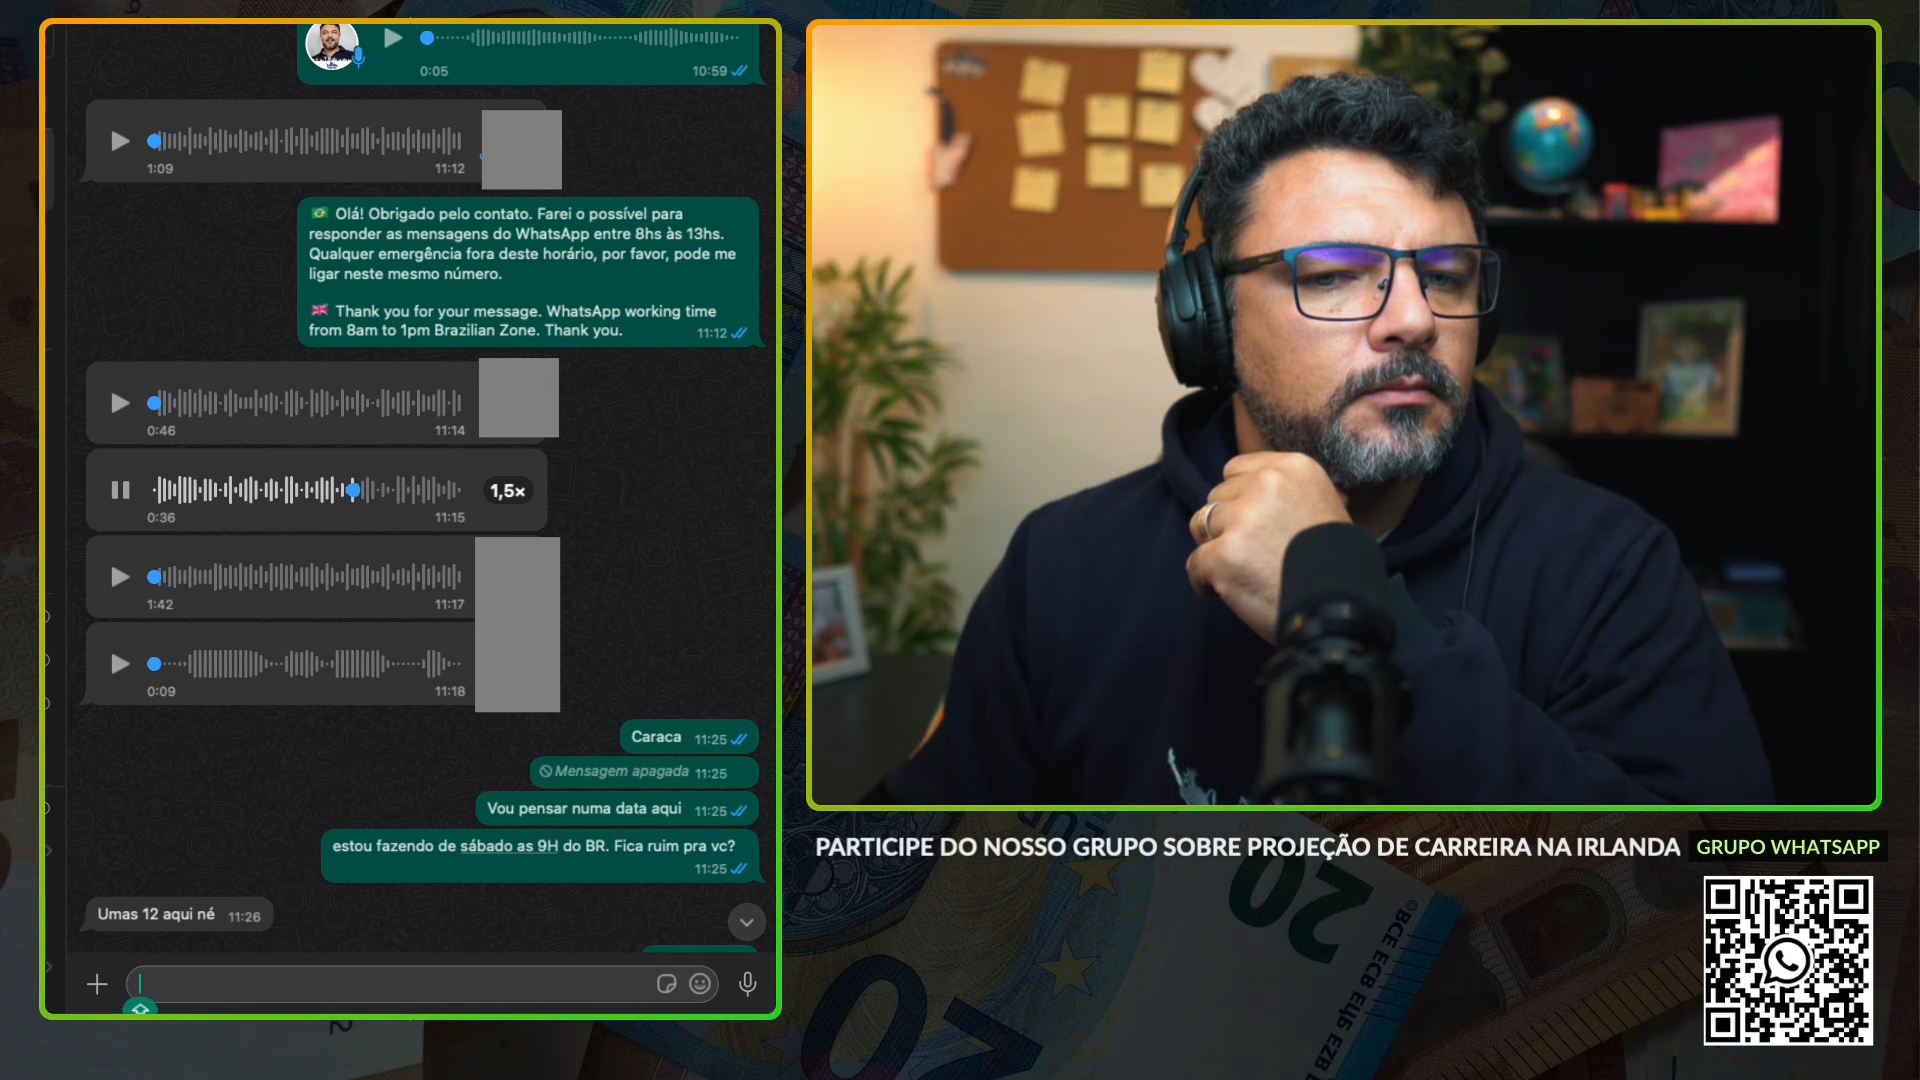 0:05 10:59
1:09 11:12
Olá! Obrigado pelo contato. Farei o possível para
responder as mensagens do WhatsApp entre 8hs às 13hs.
Qualquer emergência fora deste horário, por favor, pode me
ligar neste mesmo número.
Thank you for your message. WhatsApp working time
from 8am to 1pm Brazilian Zone. Thank you. 11:12
0:46 11:14
1,5×
0:36 11:15
1:42 11:17
0:09 11:18
Caraca 11:25
Mensagem apagada 11:25
Vou pensar numa data aqui 11:25
estou fazendo de sábado as 9H do BR. Fica ruim pra vc?
11:25
Umas 12 aqui né 11:26
PARTICIPE DO NOSSO GRUPO SOBRE PROJEÇÃO DE CARREIRA NA IRLANDA GRUPO WHATSAPP
20